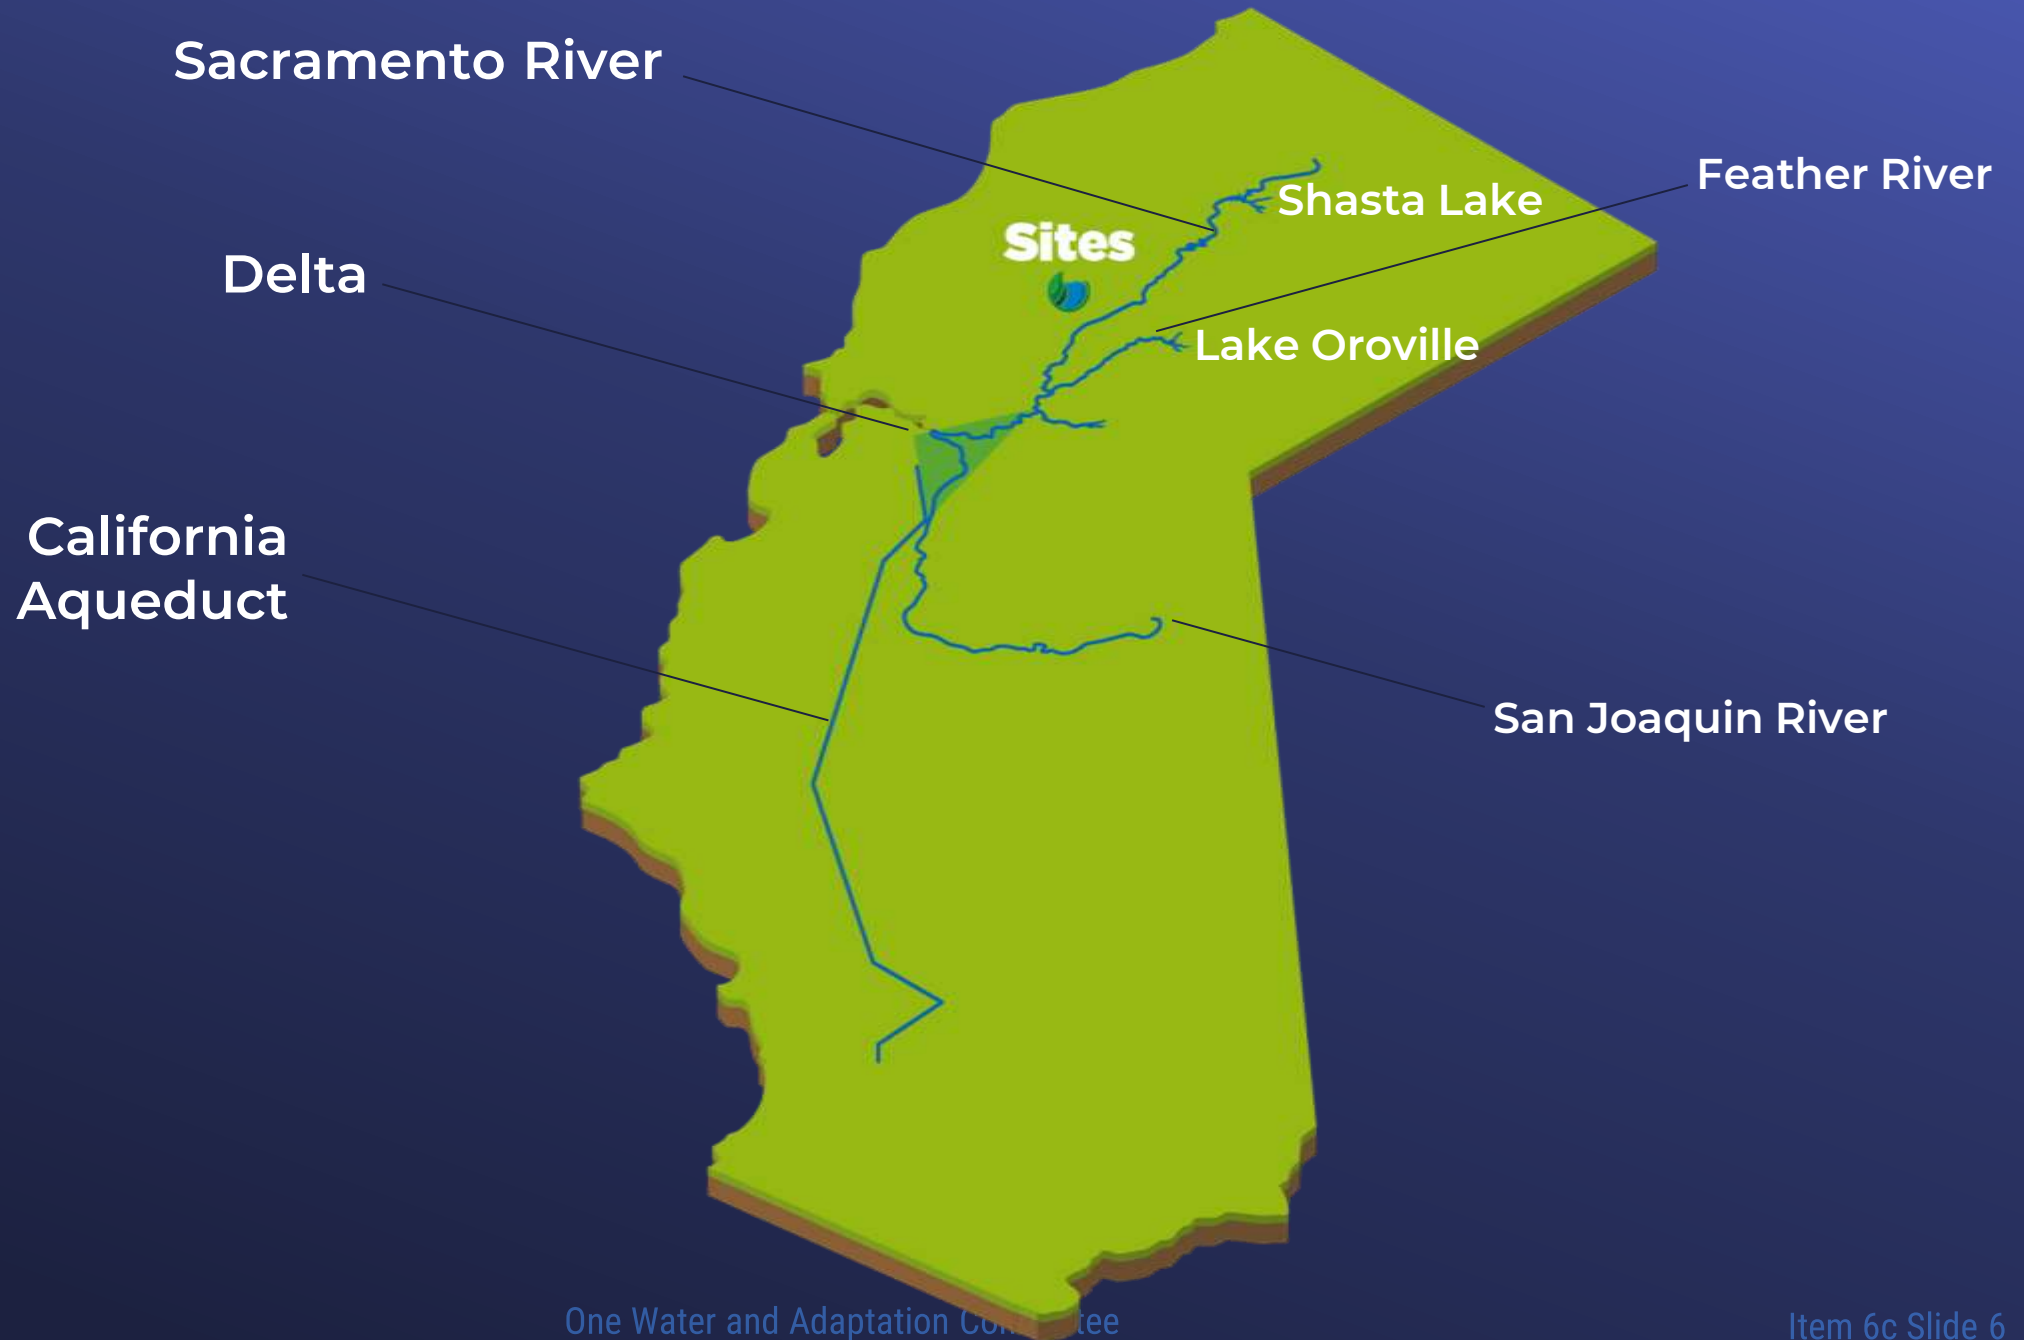 Sacramento River
Feather River
Shasta Lake
Sites
Delta
Lake Oroville
California
Aqueduct
San Joaquin River
One Water and Adaptation Co tee
Item 6c Slide 6